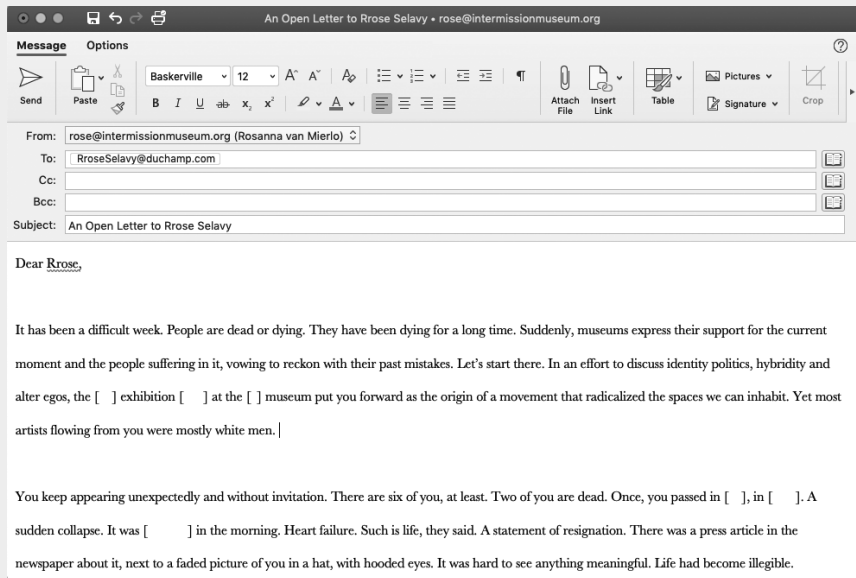 An Open Letter to Rrose Selavy • rose@intermissionmuseum.org
Message Options
Baskerville 12 A^ A˅ A
Send Paste B I U ab x₂ x² A Attach File Insert Link Table Pictures Signature Crop
From: rose@intermissionmuseum.org (Rosanna van Mierlo)
To: RroseSelavy@duchamp.com
Cc:
Bcc:
Subject: An Open Letter to Rrose Selavy
Dear Rrose,
It has been a difficult week. People are dead or dying. They have been dying for a long time. Suddenly, museums express their support for the current
moment and the people suffering in it, vowing to reckon with their past mistakes. Let’s start there. In an effort to discuss identity politics, hybridity and
alter egos, the [ ] exhibition [ ] at the [ ] museum put you forward as the origin of a movement that radicalized the spaces we can inhabit. Yet most
artists flowing from you were mostly white men.
You keep appearing unexpectedly and without invitation. There are six of you, at least. Two of you are dead. Once, you passed in [ ], in [ ]. A
sudden collapse. It was [ ] in the morning. Heart failure. Such is life, they said. A statement of resignation. There was a press article in the
newspaper about it, next to a faded picture of you in a hat, with hooded eyes. It was hard to see anything meaningful. Life had become illegible.